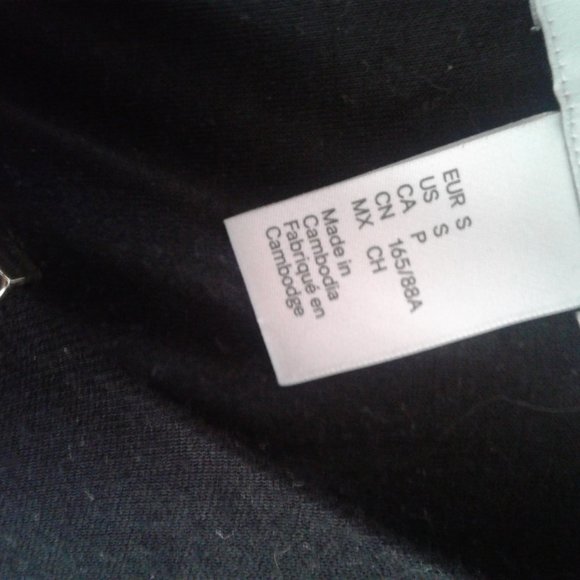 EUR S
US S
CA P
CN 165/88A
MX CH
Made in
Cambodia
Fabriqué en
Cambodge